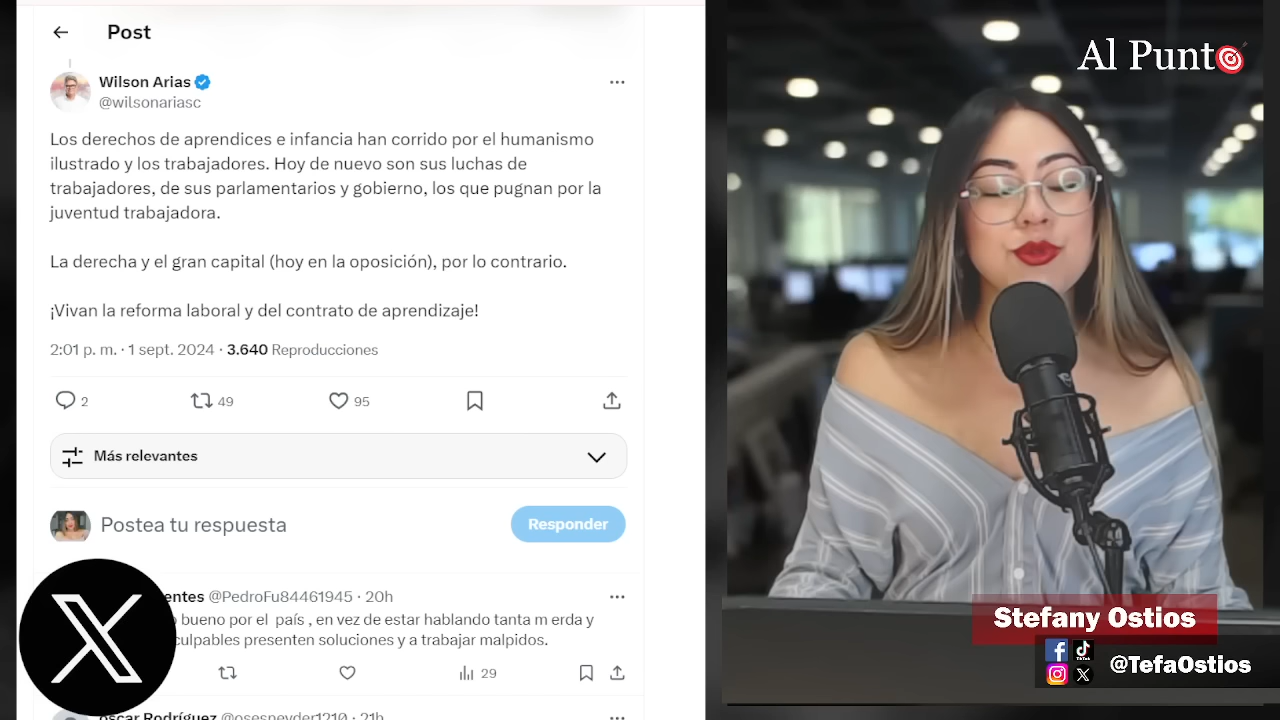 Post
Wilson Arias
@wilsonariasc
Los derechos de aprendices e infancia han corrido por el humanismo
ilustrado y los trabajadores. Hoy de nuevo son sus luchas de
trabajadores, de sus parlamentarios y gobierno, los que pugnan por la
juventud trabajadora.
La derecha y el gran capital (hoy en la oposición), por lo contrario.
¡Vivan la reforma laboral y del contrato de aprendizaje!
2:01 p. m. · 1 sept. 2024 · 3.640 Reproducciones
2
49
95
Más relevantes
Postea tu respuesta
Responder
entes @PedroFu84461945 · 20h
o bueno por el país , en vez de estar hablando tanta m erda y
culpables presenten soluciones y a trabajar malpidos.
29
oscar Rodríguez @osesneyder1210 · 21h
Al Punto
Stefany Ostios
@TefaOstios